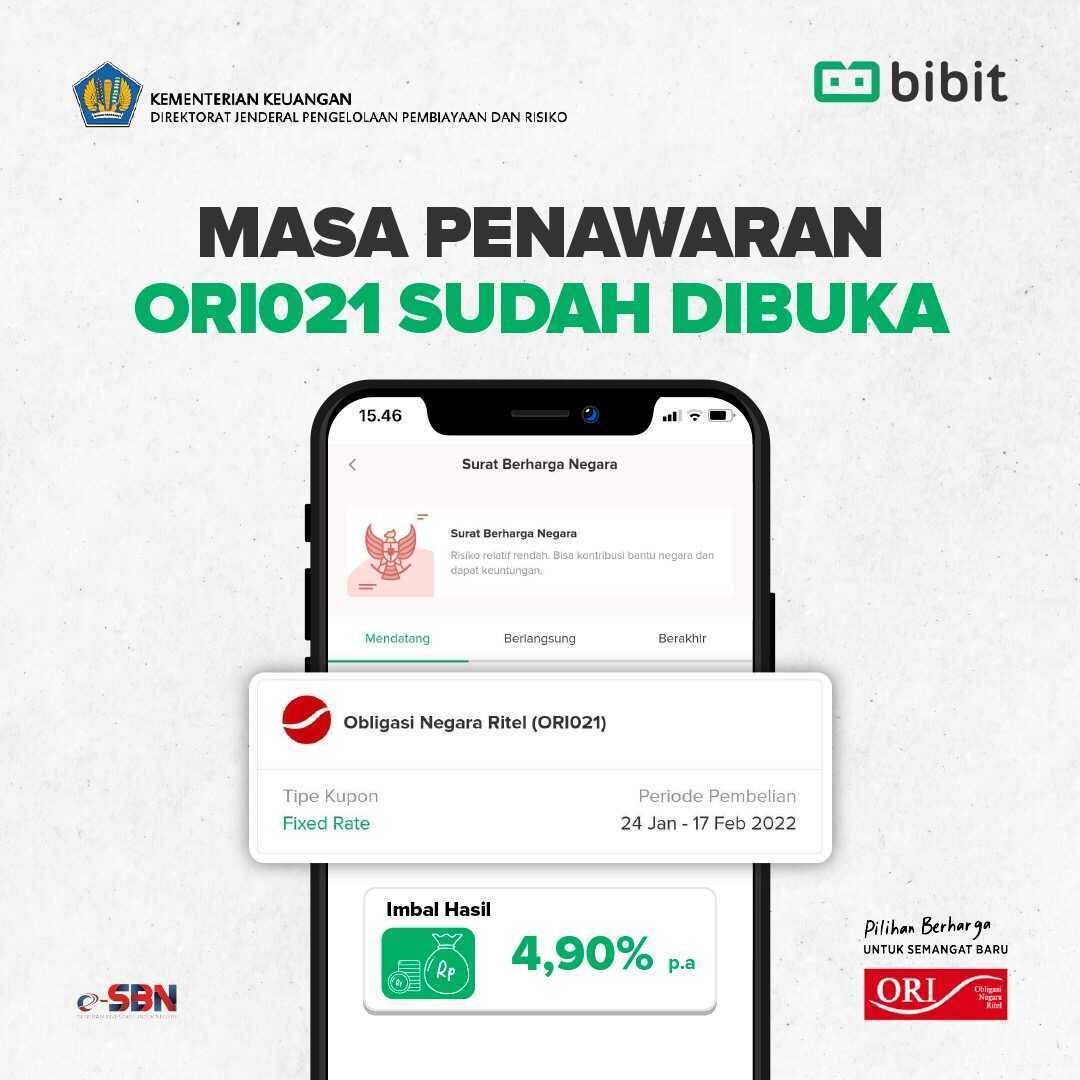 KEMENTERIAN KEUANGAN
DIREKTORAT JENDERAL PENGELOLAAN PEMBIAYAAN DAN RISIKO
bibit
MASA PENAWARAN
ORI021 SUDAH DIBUKA
15.46
Surat Berharga Negara
Surat Berharga Negara
Risiko relatif rendah. Bisa kontribusi bantu negara dan
dapat keuntungan.
Mendatang Berlangsung Berakhir
Obligasi Negara Ritel (ORI021)
Tipe Kupon Periode Pembelian
Fixed Rate 24 Jan - 17 Feb 2022
Imbal Hasil
Rp
4,90% p.a
e-SBN
Pilihan Berharga
UNTUK SEMANGAT BARU
ORI
Obligasi
Negara
Ritel